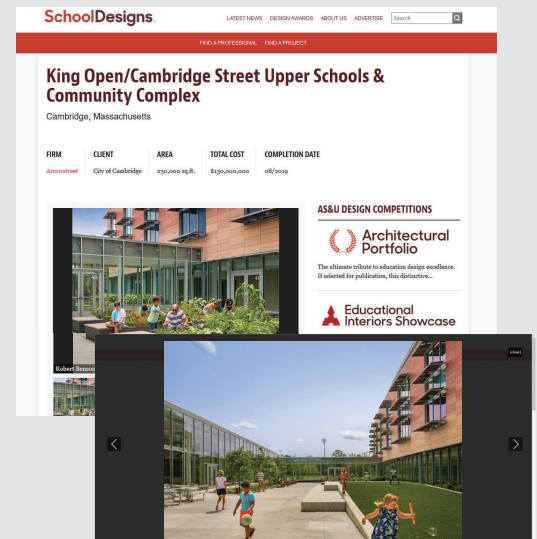 SchoolDesigns.
LATEST NEWS DESIGN AWARDS ABOUT US ADVERTISE Search
FIND A PROFESSIONAL FIND A PROJECT
King Open/Cambridge Street Upper Schools &
Community Complex
Cambridge, Massachusetts
FIRM CLIENT AREA TOTAL COST COMPLETION DATE
Arrowstreet City of Cambridge 230,000 sq.ft. $130,000,000 08/2019
AS&U DESIGN COMPETITIONS
Architectural
Portfolio
The ultimate tribute to education design excellence.
If selected for publication, this distinctive...
Educational
Interiors Showcase
Robert Benson
[close]